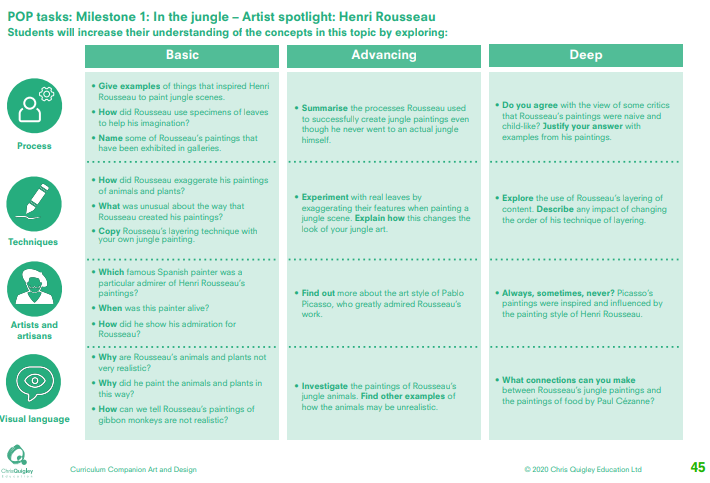 POP tasks: Milestone 1: In the jungle – Artist spotlight: Henri Rousseau
Students will increase their understanding of the concepts in this topic by exploring:
Basic
Advancing
Deep
Process
• Give examples of things that inspired Henri
Rousseau to paint jungle scenes.
• How did Rousseau use specimens of leaves
to help his imagination?
• Name some of Rousseau's paintings that
have been exhibited in galleries.
• Summarise the processes Rousseau used
to successfully create jungle paintings even
though he never went to an actual jungle
himself.
• Do you agree with the view of some critics
that Rousseau's paintings were naive and
child-like? Justify your answer with
examples from his paintings.
Techniques
• How did Rousseau exaggerate his paintings
of animals and plants?
• What was unusual about the way that
Rousseau created his paintings?
• Copy Rousseau's layering technique with
your own jungle painting.
• Experiment with real leaves by
exaggerating their features when painting a
jungle scene. Explain how this changes the
look of your jungle art.
• Explore the use of Rousseau's layering of
content. Describe any impact of changing
the order of his technique of layering.
Artists and
artisans
• Which famous Spanish painter was a
particular admirer of Henri Rousseau's
paintings?
• When was this painter alive?
• How did he show his admiration for
Rousseau?
• Find out more about the art style of Pablo
Picasso, who greatly admired Rousseau's
work.
• Always, sometimes, never? Picasso's
paintings were inspired and influenced by
the painting style of Henri Rousseau.
Visual language
• Why are Rousseau's animals and plants not
very realistic?
• Why did he paint the animals and plants in
this way?
• How can we tell Rousseau's paintings of
gibbon monkeys are not realistic?
• Investigate the paintings of Rousseau's
jungle animals. Find other examples of
how the animals may be unrealistic.
• What connections can you make
between Rousseau's jungle paintings and
the paintings of food by Paul Cézanne?
ChrisQuigley
Education
Curriculum Companion Art and Design
© 2020 Chris Quigley Education Ltd
45